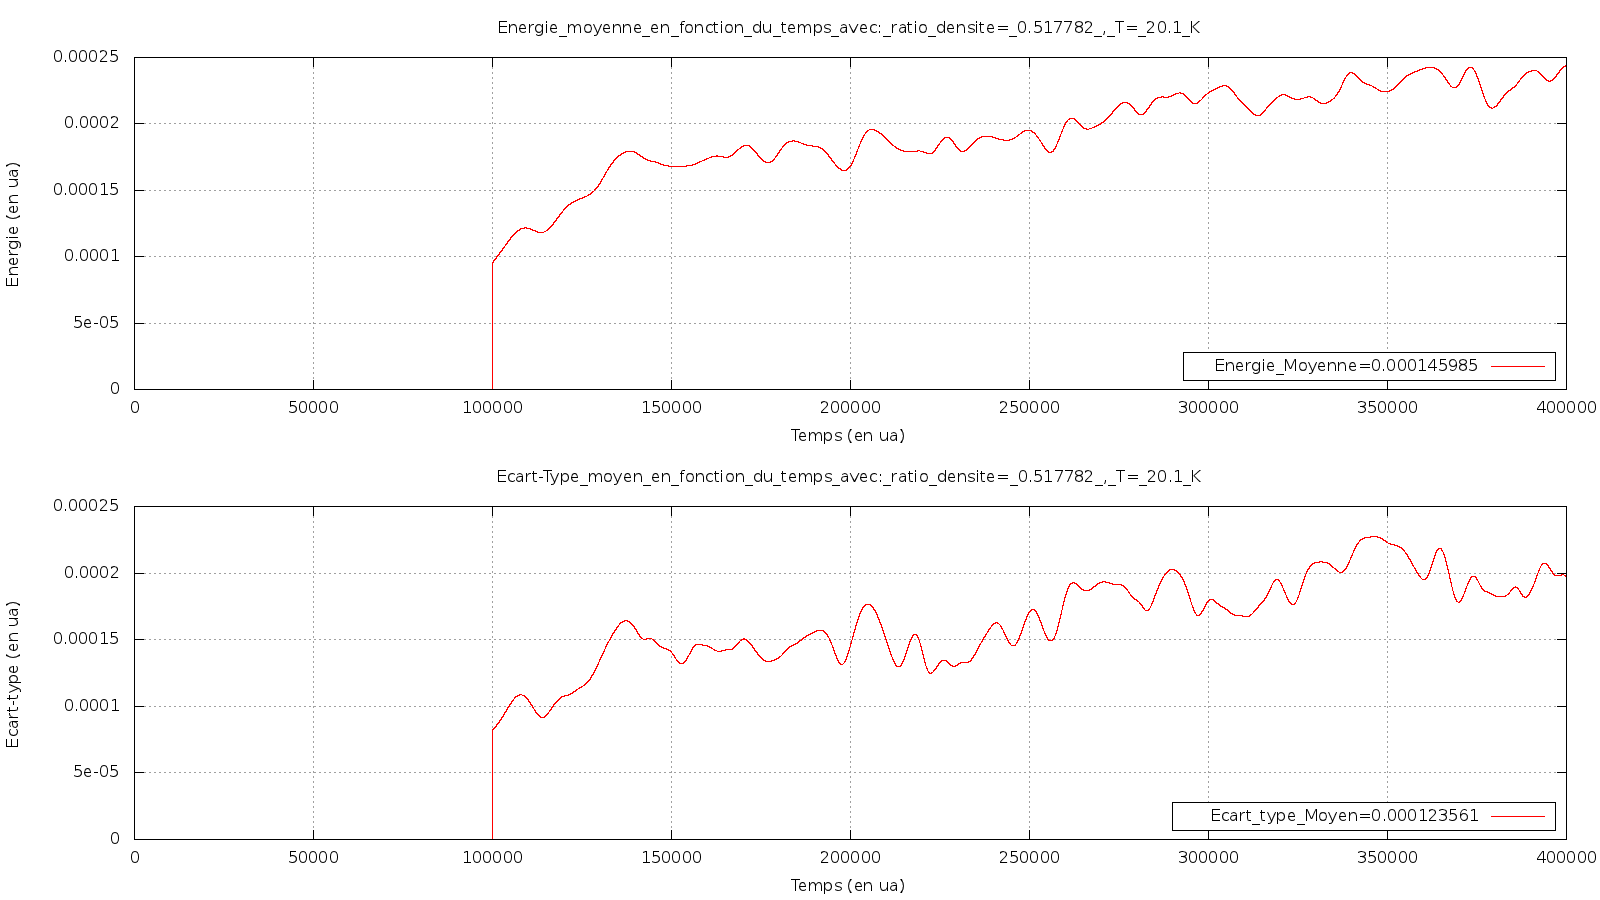 Energie_moyenne_en_fonction_du_temps_avec:_ratio_densite=_0.517782_,_T=_20.1_K
0.00025
0.0002
0.00015
0.0001
5e-05
0
Energie (en ua)
Energie_Moyenne=0.000145985
0 50000 100000 150000 200000 250000 300000 350000 400000
Temps (en ua)
Ecart-Type_moyen_en_fonction_du_temps_avec:_ratio_densite=_0.517782_,_T=_20.1_K
0.00025
0.0002
0.00015
0.0001
5e-05
0
Ecart-type (en ua)
Ecart_type_Moyen=0.000123561
0 50000 100000 150000 200000 250000 300000 350000 400000
Temps (en ua)